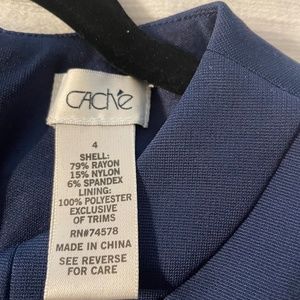 CAChé
4
SHELL:
79% RAYON
15% NYLON
6% SPANDEX
LINING:
100% POLYESTER
EXCLUSIVE
OF TRIMS
RN#74578
MADE IN CHINA
SEE REVERSE
FOR CARE